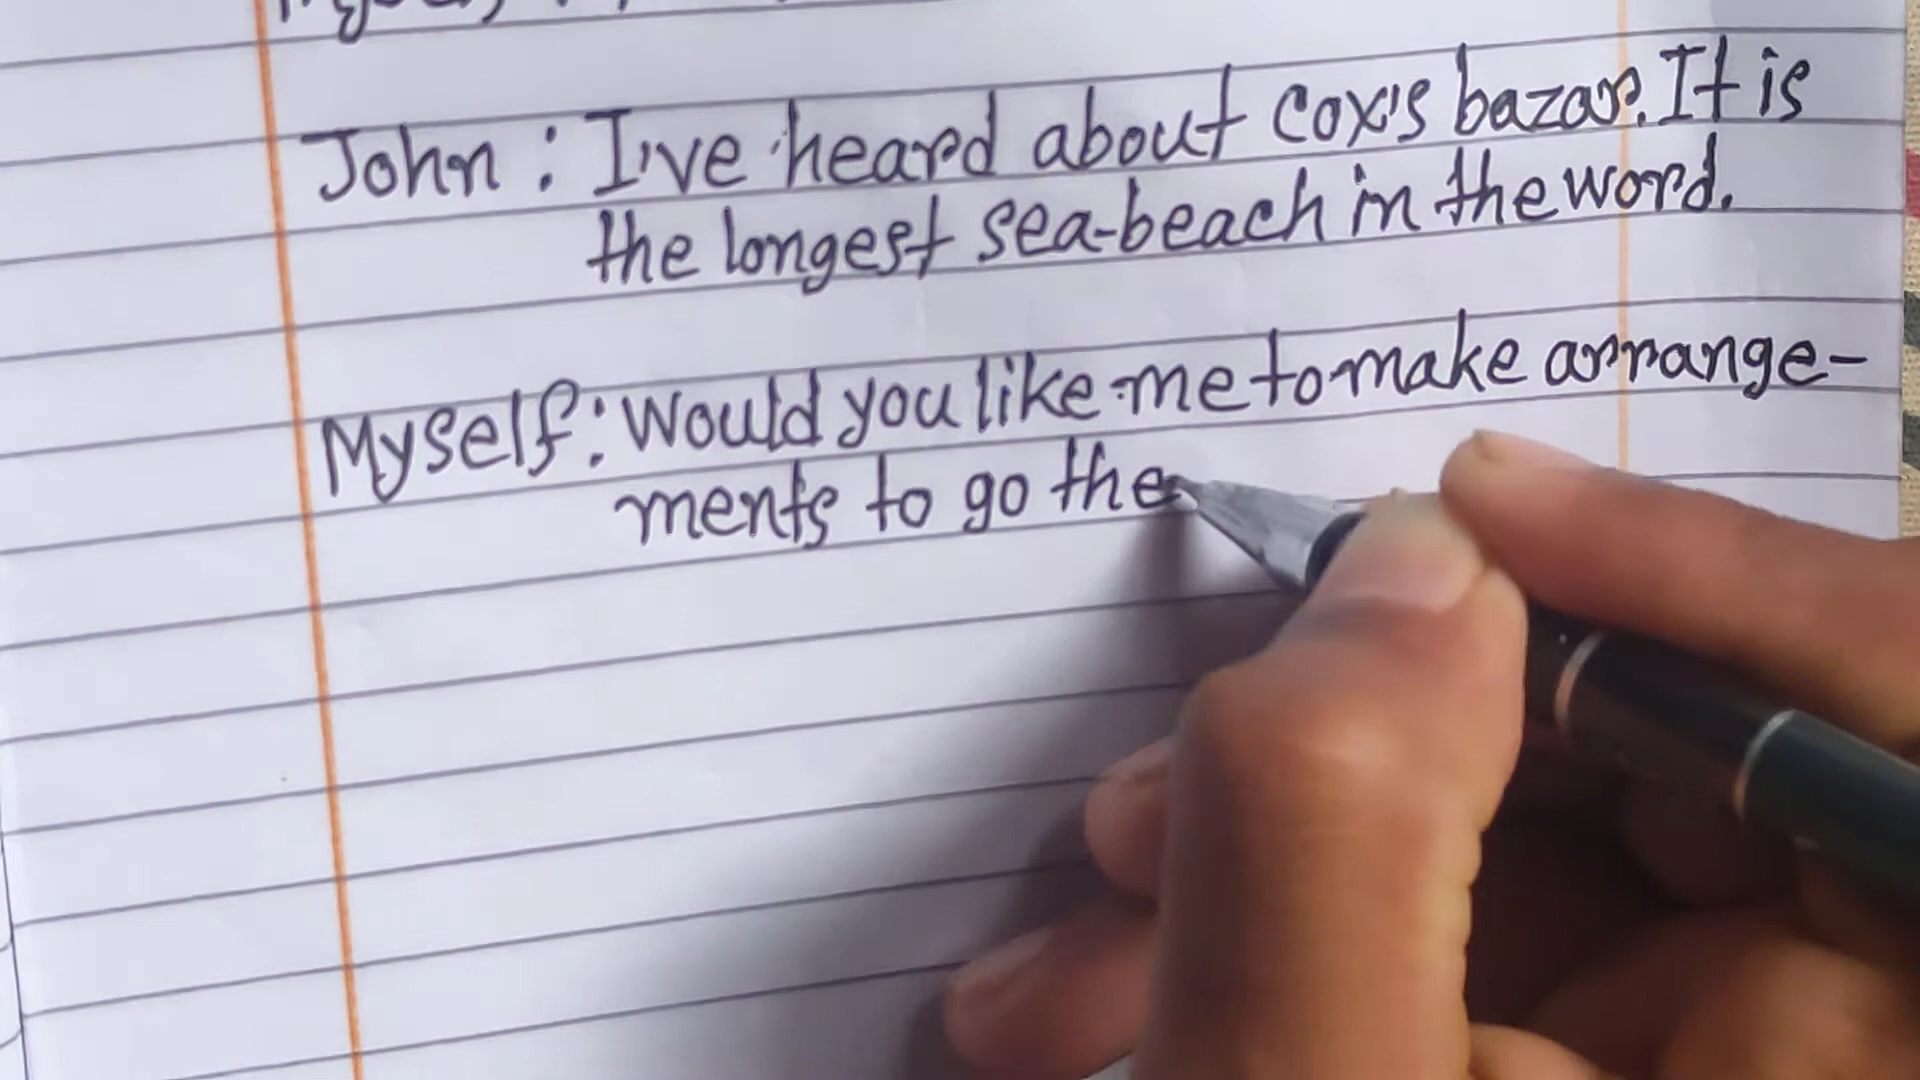 John : I've heard about cox's bazar. It is
the longest sea-beach in the word.
Myself : Would you like me to make arrange-
ments to go the